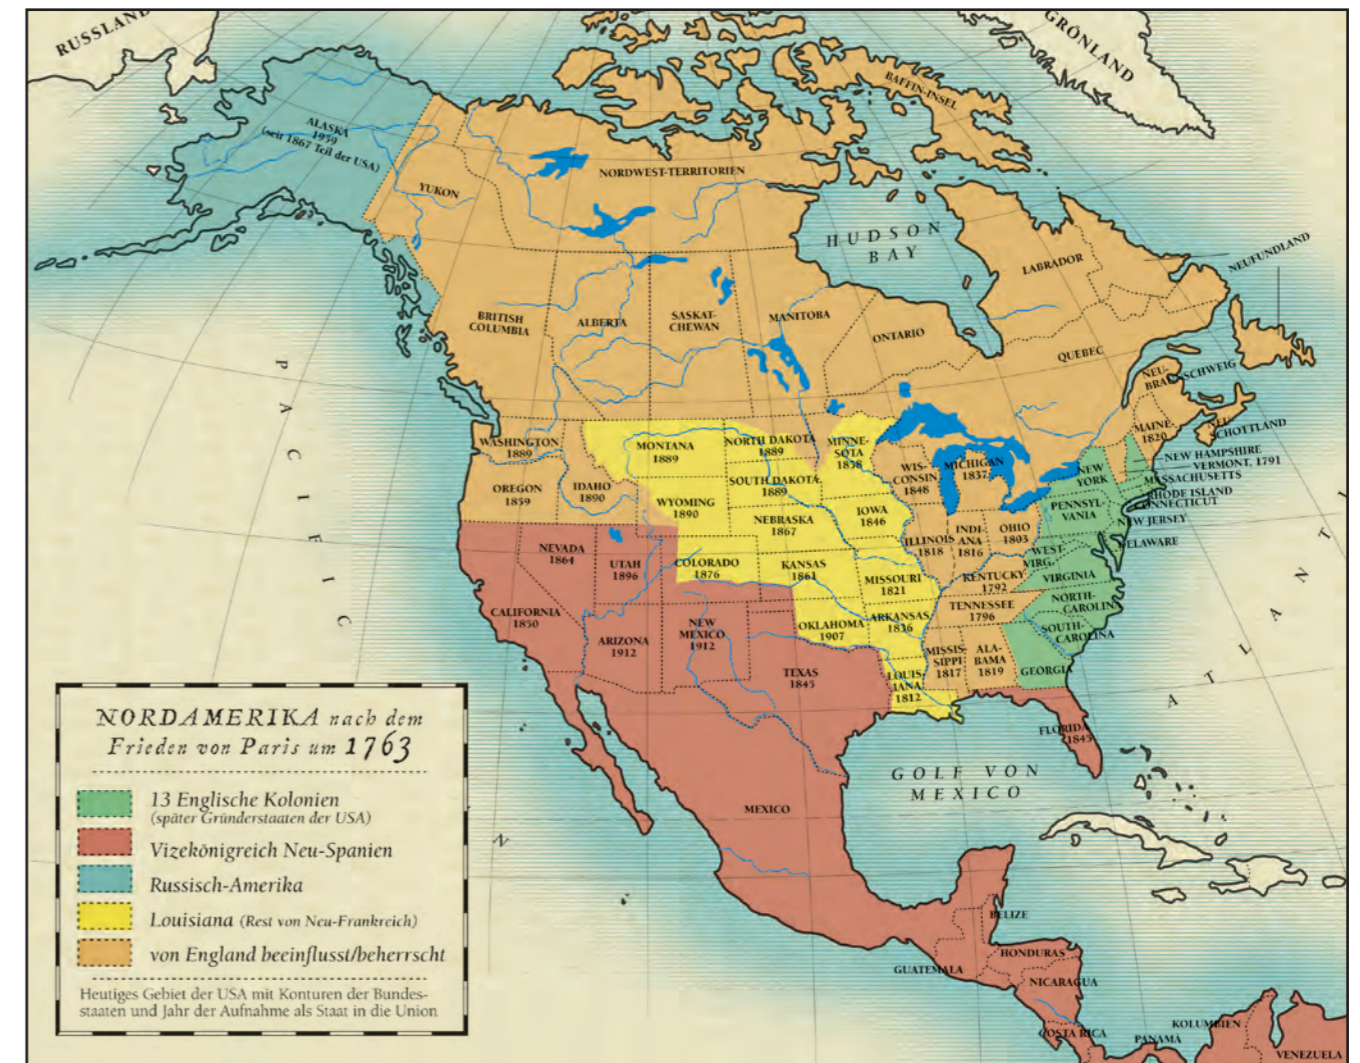 RUSSLAND
GRÖNLAND
ALASKA
1959
(seit 1867 Teil der USA)
BAFFIN-INSEL
YUKON
NORDWEST-TERRITORIEN
HUDSON
BAY
LABRADOR
NEUFUNDLAND
BRITISH
COLUMBIA
ALBERTA
SASKAT-
CHEWAN
MANITOBA
ONTARIO
QUEBEC
NEU-
BRAUNSCHWEIG
NEU-
SCHOTTLAND
MAINE
1820
NEW HAMPSHIRE
VERMONT, 1791
MASSACHUSETTS
RHODE ISLAND
CONNECTICUT
NEW JERSEY
DELAWARE
NEW
YORK
PENNSYL-
VANIA
WASHINGTON
1889
OREGON
1859
IDAHO
1890
MONTANA
1889
NORTH DAKOTA
1889
MINNE-
SOTA
1858
WIS-
CONSIN
1848
MICHIGAN
1837
SOUTH DAKOTA
1889
WYOMING
1890
NEBRASKA
1867
IOWA
1846
ILLINOIS
1818
INDI-
ANA
1816
OHIO
1803
WEST-
VIRG.
VIRGINIA
NEVADA
1864
UTAH
1896
COLORADO
1876
KANSAS
1861
MISSOURI
1821
KENTUCKY
1792
NORTH-
CAROLINA
TENNESSEE
1796
SOUTH-
CAROLINA
CALIFORNIA
1850
ARIZONA
1912
NEW
MEXICO
1912
OKLAHOMA
1907
ARKANSAS
1836
MISSIS-
SIPPI
1817
ALA-
BAMA
1819
GEORGIA
TEXAS
1845
LOUIS-
IANA
1812
FLORIDA
1845
PACIFIC
N
ATLANTI
GOLF VON
MEXICO
MEXICO
BELIZE
HONDURAS
GUATEMALA
NICARAGUA
COSTA RICA
PANAMA
KOLUMBIEN
VENEZUELA
NORDAMERIKA nach dem
Frieden von Paris um 1763
13 Englische Kolonien
(später Gründerstaaten der USA)
Vizekönigreich Neu-Spanien
Russisch-Amerika
Louisiana (Rest von Neu-Frankreich)
von England beeinflusst/beherrscht
Heutiges Gebiet der USA mit Konturen der Bundes-
staaten und Jahr der Aufnahme als Staat in die Union